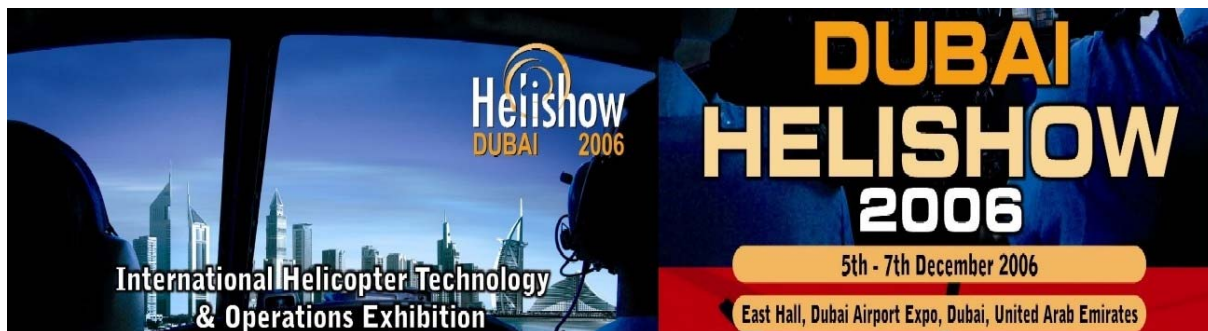 Helishow
DUBAI 2006
International Helicopter Technology
& Operations Exhibition
DUBAI
HELISHOW
2006
5th - 7th December 2006
East Hall, Dubai Airport Expo, Dubai, United Arab Emirates